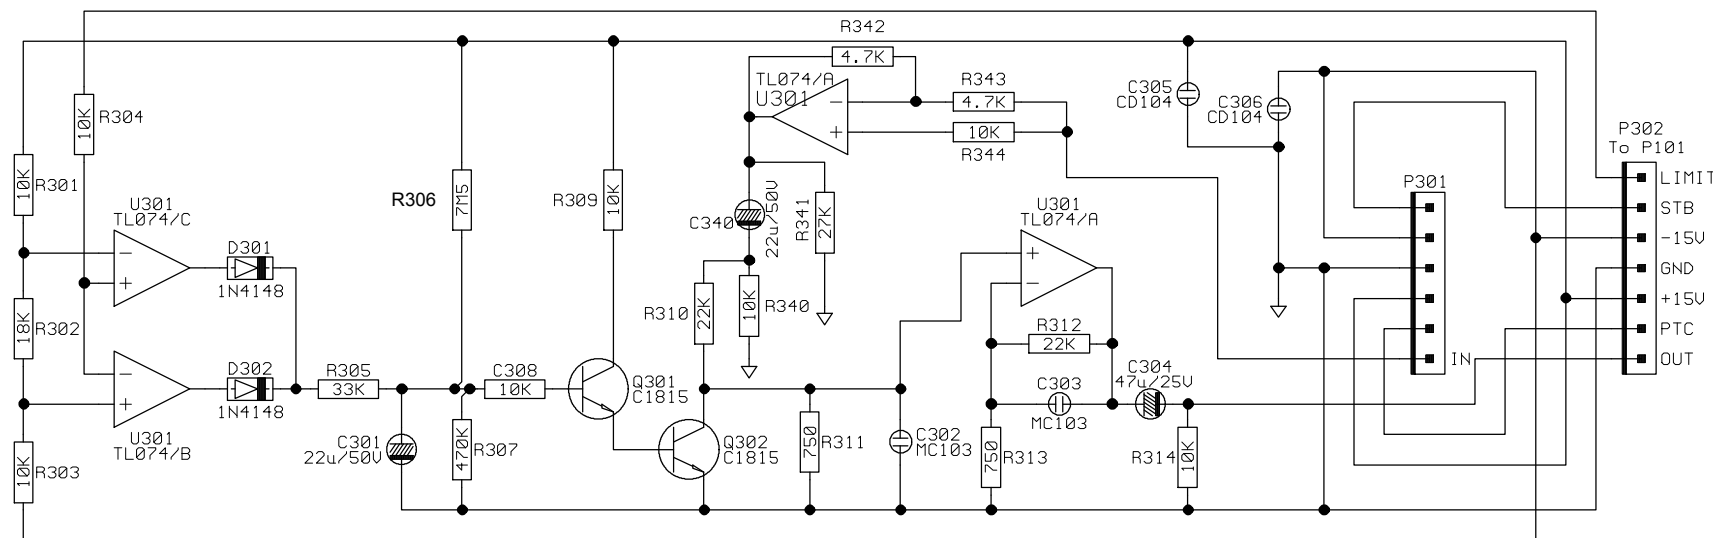 R342
4.7K
TL074/A
U301
R343
4.7K
10K
R344
C305
CD104
C306
CD104
P302
To P101
LIMIT
STB
-15V
GND
+15V
PTC
OUT
P301
IN
10K
R304
10K
R301
U301
TL074/C
-
+
D301
1N4148
18K
R302
-
+
D302
1N4148
U301
TL074/B
10K
R303
R305
33K
C301
22u/50V
R306
7M5
470K
R307
C308
10K
R309
10K
Q301
C1815
Q302
C1815
-
+
C340
22u/50V
R341
27K
R310
22K
10K
R340
750
R311
C302
MC103
U301
TL074/A
+
-
R312
22K
C303
MC103
C304
47u/25V
750
R313
R314
10K